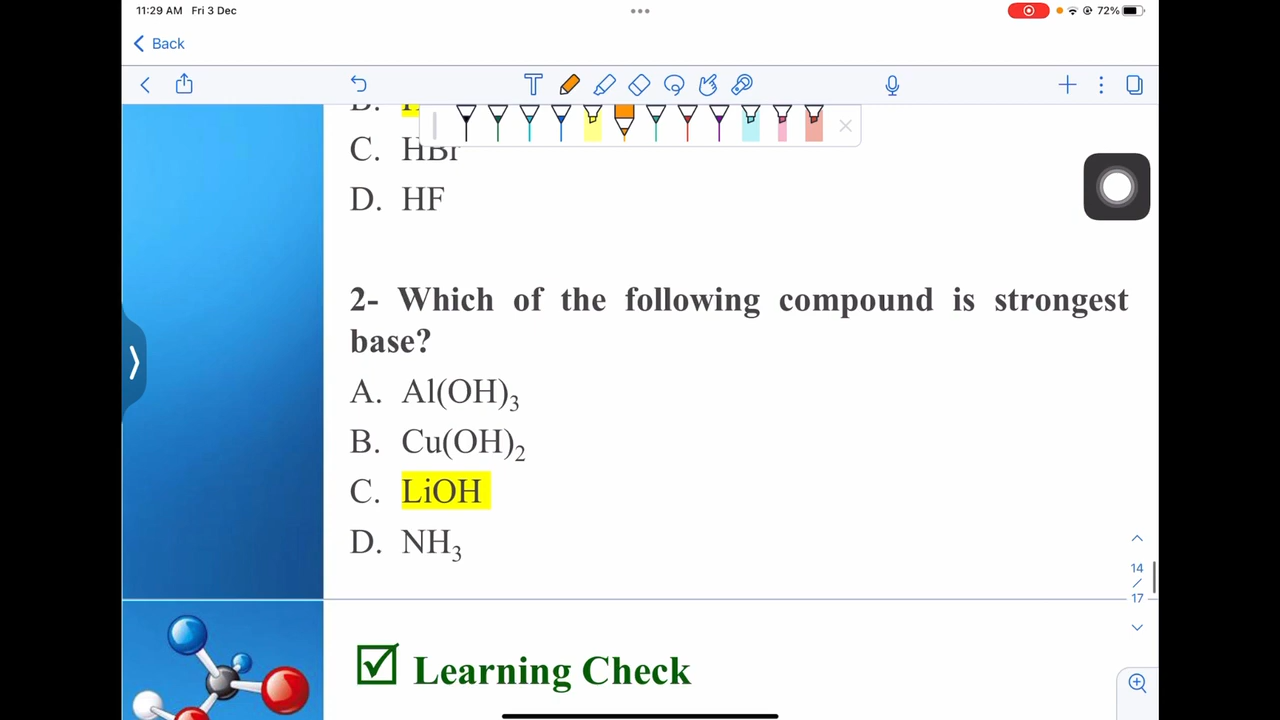 11:29 AM Fri 3 Dec
72%
Back
C. HBr
D. HF
2- Which of the following compound is strongest
base?
A. Al(OH)₃
B. Cu(OH)₂
C. LiOH
D. NH₃
14
/
17
Learning Check